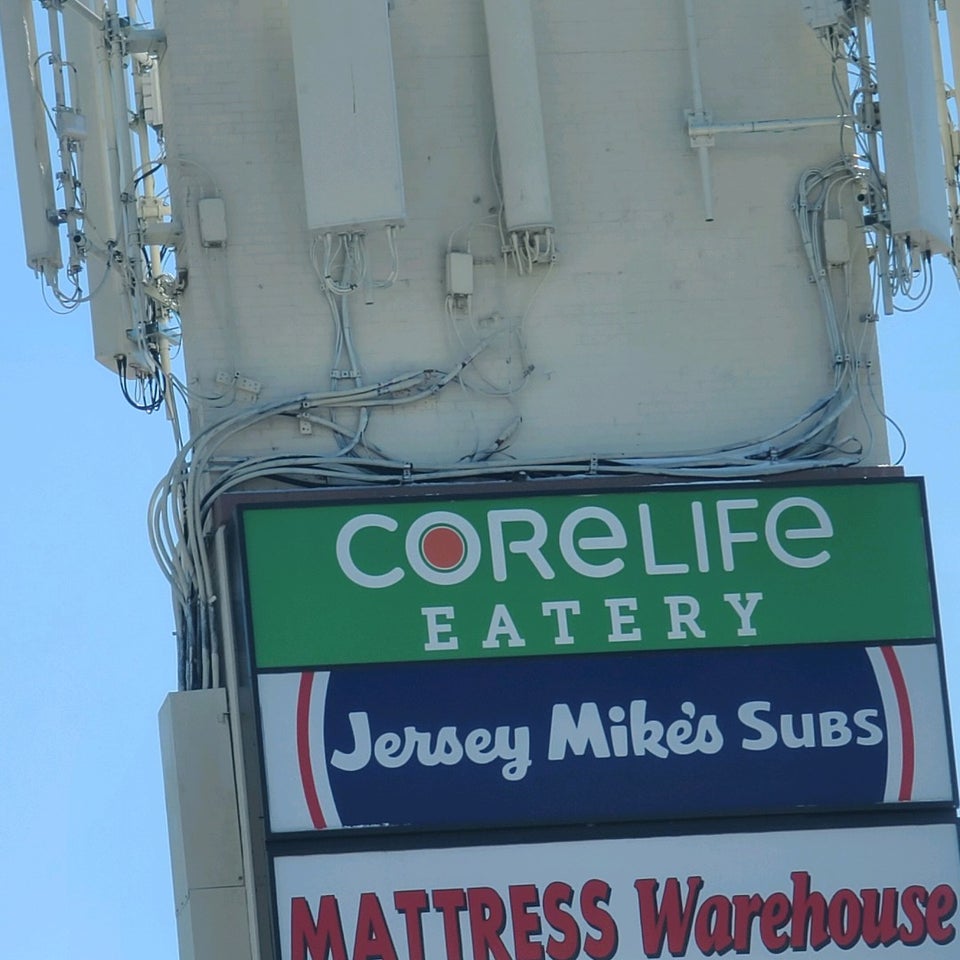 CORELIFE
EATERY
Jersey Mike's SUBS
MATTRESS Warehouse